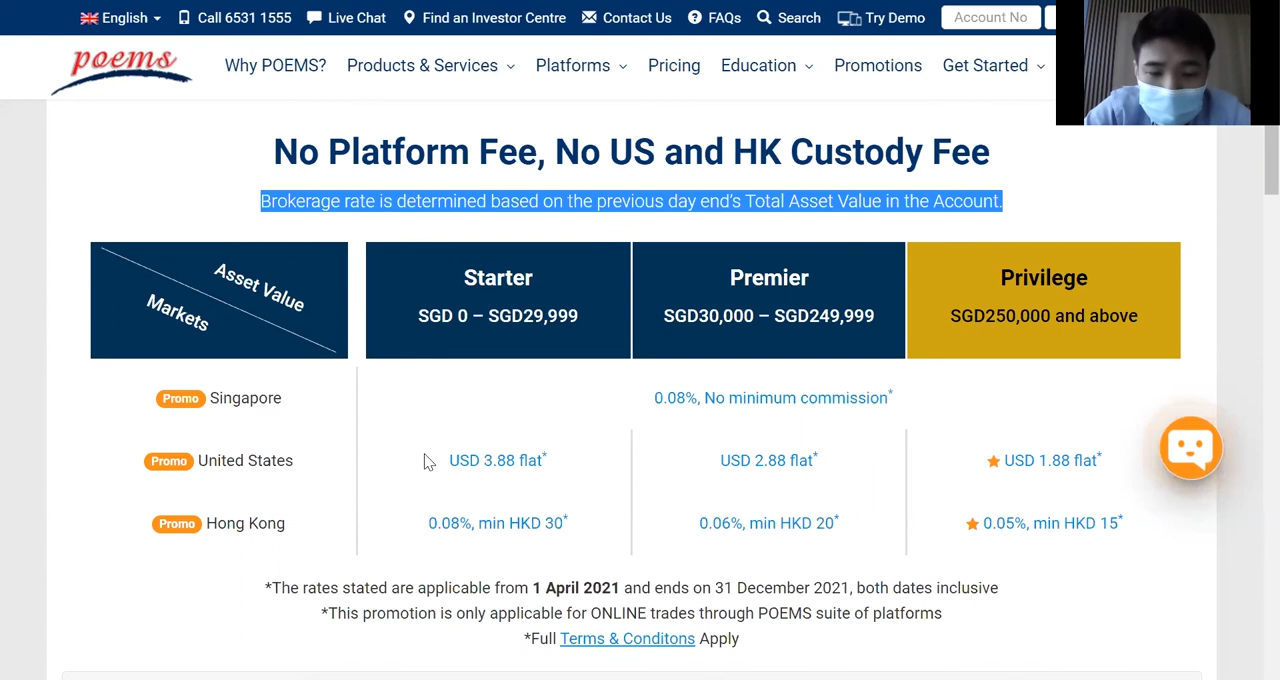 English Call 6531 1555 Live Chat Find an Investor Centre Contact Us FAQs Search Try Demo Account No
poems Why POEMS? Products & Services Platforms Pricing Education Promotions Get Started
No Platform Fee, No US and HK Custody Fee
Brokerage rate is determined based on the previous day end's Total Asset Value in the Account.
Asset Value
Markets
Starter
SGD 0 – SGD29,999
Premier
SGD30,000 – SGD249,999
Privilege
SGD250,000 and above
Promo Singapore 0.08%, No minimum commission*
Promo United States USD 3.88 flat* USD 2.88 flat* USD 1.88 flat*
Promo Hong Kong 0.08%, min HKD 30* 0.06%, min HKD 20* 0.05%, min HKD 15*
*The rates stated are applicable from 1 April 2021 and ends on 31 December 2021, both dates inclusive
*This promotion is only applicable for ONLINE trades through POEMS suite of platforms
*Full Terms & Conditons Apply